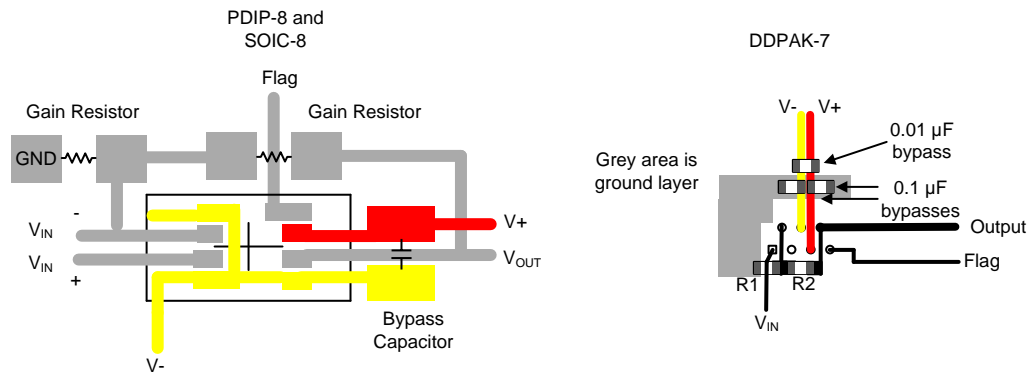 PDIP-8 and
SOIC-8
Flag
Gain Resistor
Gain Resistor
GND
-
VIN
VIN
+
V+
VOUT
Bypass
Capacitor
V-
DDPAK-7
V-
V+
0.01 µF
bypass
Grey area is
ground layer
0.1 µF
bypasses
Output
Flag
R1
R2
VIN